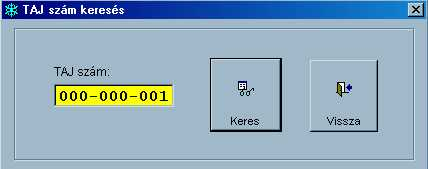 TAJ szám keresés
TAJ szám:
000-000-001
Keres
Vissza